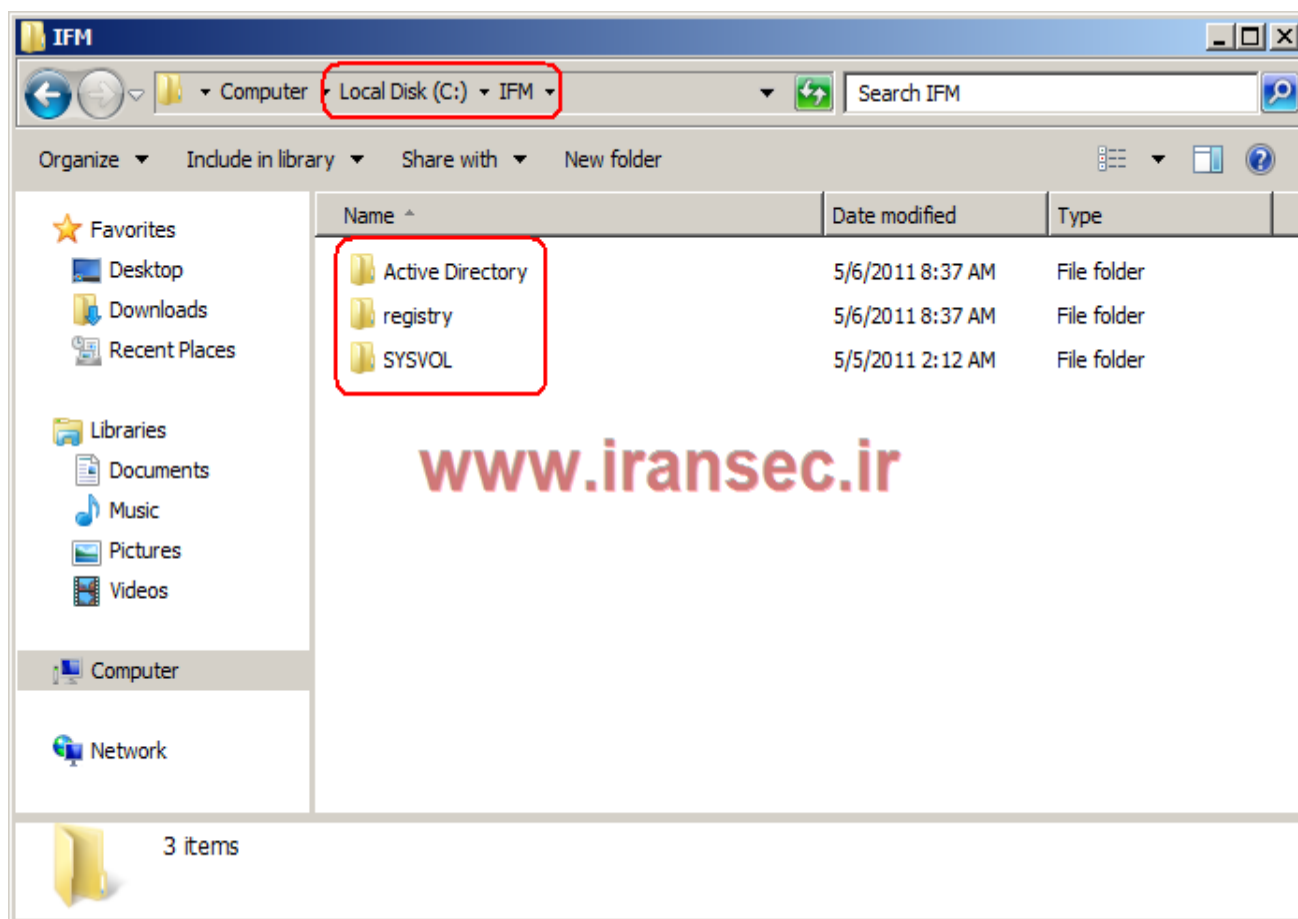 IFM
Computer Local Disk (C:) IFM Search IFM
Organize Include in library Share with New folder
Name Date modified Type
Favorites
Desktop
Downloads
Recent Places
Libraries
Documents
Music
Pictures
Videos
Computer
Network
Active Directory 5/6/2011 8:37 AM File folder
registry 5/6/2011 8:37 AM File folder
SYSVOL 5/5/2011 2:12 AM File folder
www.iransec.ir
3 items